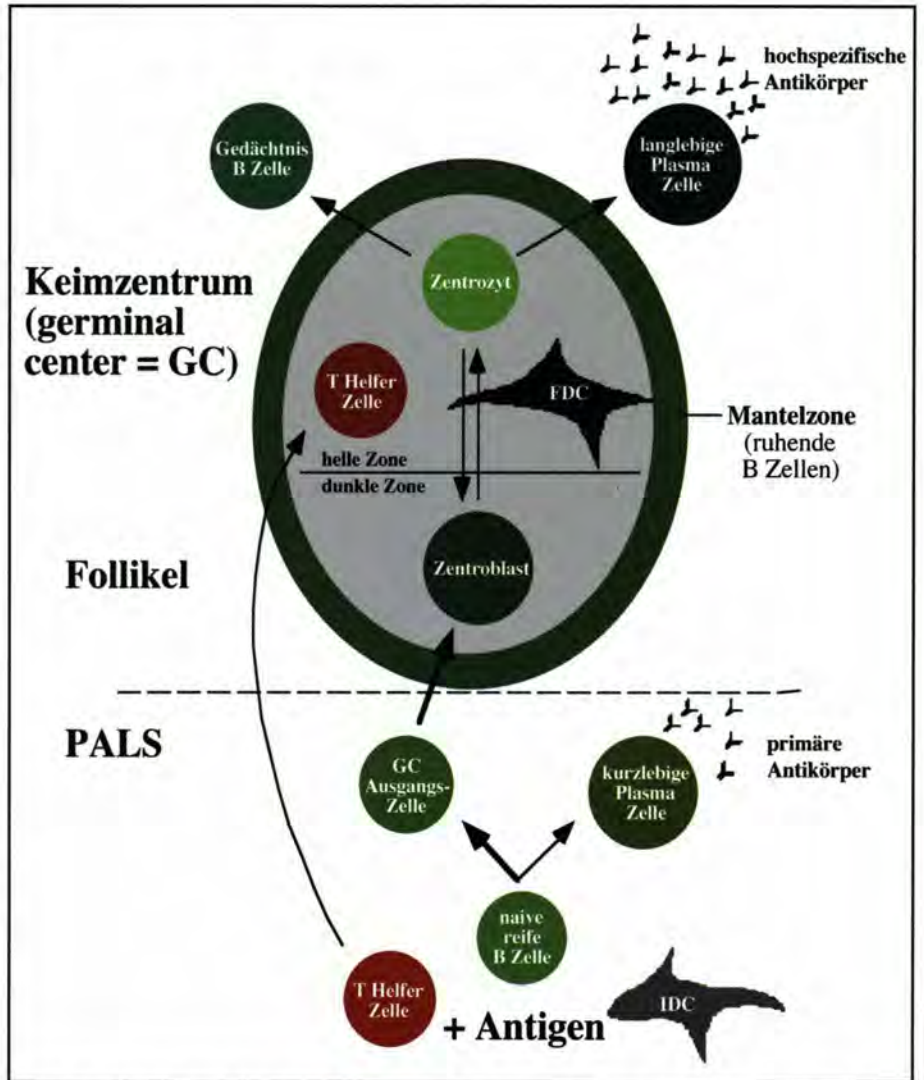 hochspezifische
Antikörper
Gedächtnis
B Zelle
langlebige
Plasma
Zelle
Keimzentrum
(germinal
center = GC)
Zentrozyt
T Helfer
Zelle
FDC
Mantelzone
(ruhende
B Zellen)
helle Zone
dunkle Zone
Zentroblast
Follikel
PALS
GC
Ausgangs-
Zelle
kurzlebige
Plasma
Zelle
primäre
Antikörper
naive
reife
B Zelle
T Helfer
Zelle
+ Antigen
IDC